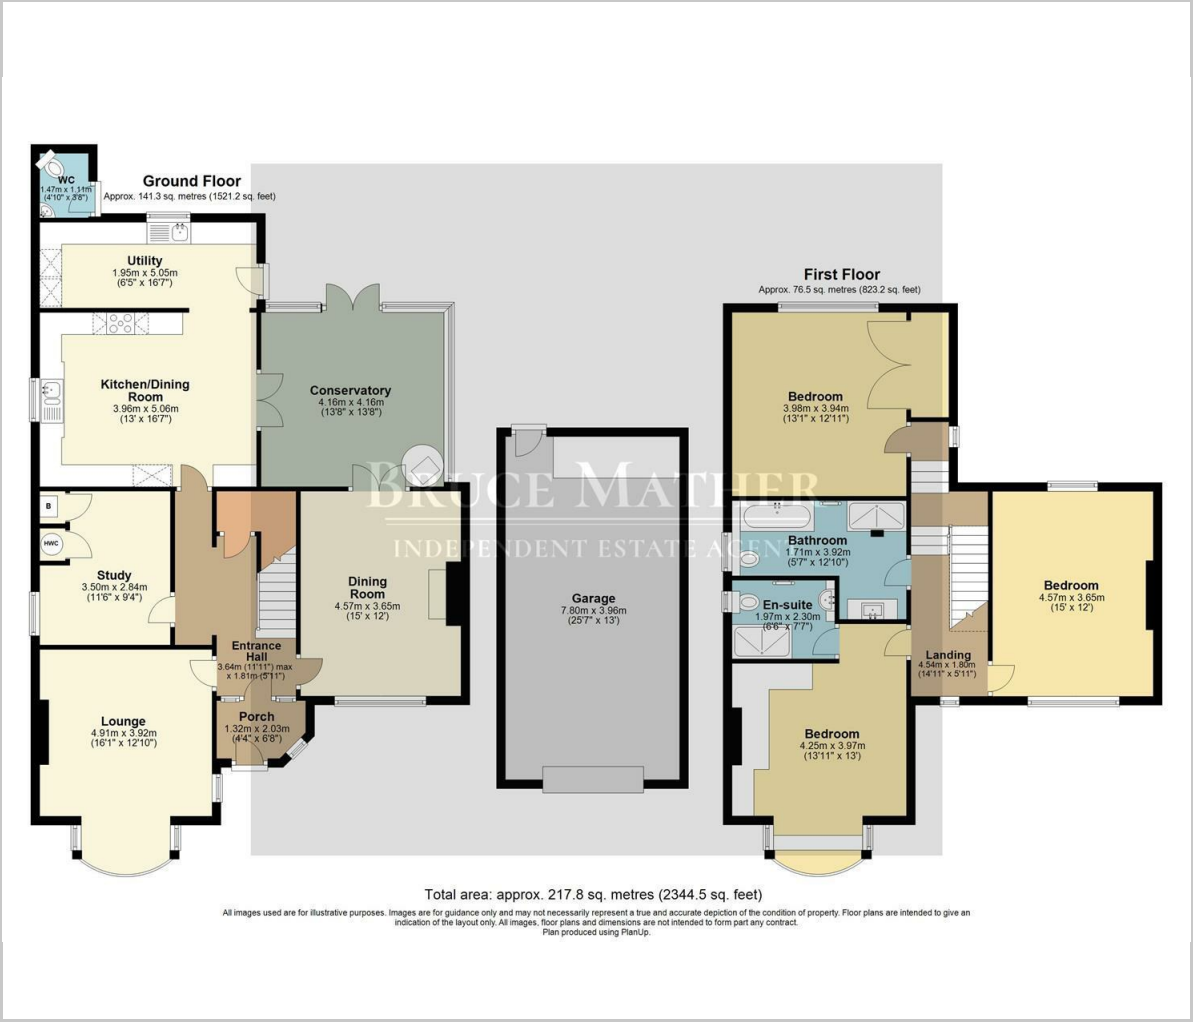 WC
1.47m x 1.11m
(4'10" x 3'8")
Ground Floor
Approx. 141.3 sq. metres (1521.2 sq. feet)
Utility
1.95m x 5.05m
(6'5" x 16'7")
Kitchen/Dining
Room
3.96m x 5.06m
(13' x 16'7")
Conservatory
4.16m x 4.16m
(13'8" x 13'8")
B
HWC
Study
3.50m x 2.84m
(11'6" x 9'4")
Dining
Room
4.57m x 3.65m
(15' x 12')
Entrance
Hall
3.64m (11'11") max
x 1.81m (5'11")
Lounge
4.91m x 3.92m
(16'1" x 12'10")
Porch
1.32m x 2.03m
(4'4" x 6'8")
BRUCE MATHER
INDEPENDENT ESTATE AGENT
Garage
7.80m x 3.96m
(25'7" x 13')
First Floor
Approx. 76.5 sq. metres (823.2 sq. feet)
Bedroom
3.98m x 3.94m
(13'1" x 12'11")
Bathroom
1.71m x 3.92m
(5'7" x 12'10")
En-suite
1.97m x 2.30m
(6'6" x 7'7")
Bedroom
4.57m x 3.65m
(15' x 12')
Landing
4.54m x 1.80m
(14'11" x 5'11")
Bedroom
4.25m x 3.97m
(13'11" x 13')
Total area: approx. 217.8 sq. metres (2344.5 sq. feet)
All images used are for illustrative purposes. Images are for guidance only and may not necessarily represent a true and accurate depiction of the condition of property. Floor plans are intended to give an
indication of the layout only. All images, floor plans and dimensions are not intended to form part any contract.
Plan produced using PlanUp.